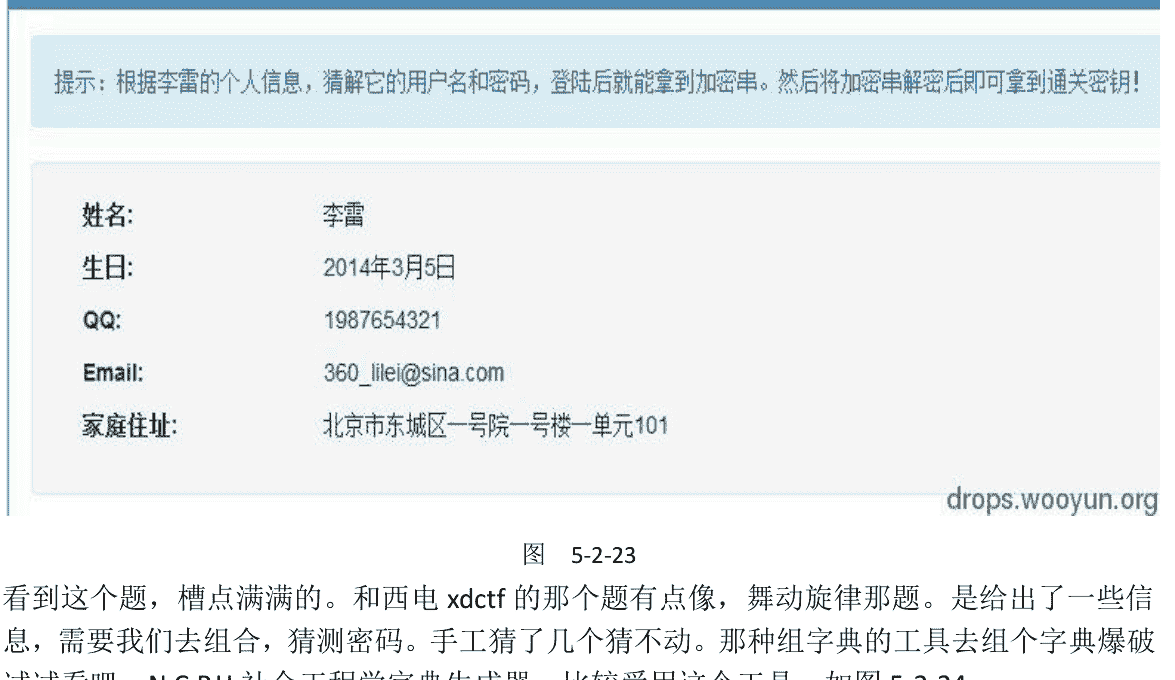 提示：根据李雷的个人信息，猜解它的用户名和密码，登陆后就能拿到加密串。然后将加密串解密后即可拿到通关密钥！
姓名: 李雷
生日: 2014年3月5日
QQ: 1987654321
Email: 360_lilei@sina.com
家庭住址: 北京市东城区一号院一号楼一单元101
drops.wooyun.org
图 5-2-23
看到这个题，槽点满满的。和西电 xdctf 的那个题有点像，舞动旋律那题。是给出了一些信
息，需要我们去组合，猜测密码。手工猜了几个猜不动。那种组字典的工具去组个字典爆破